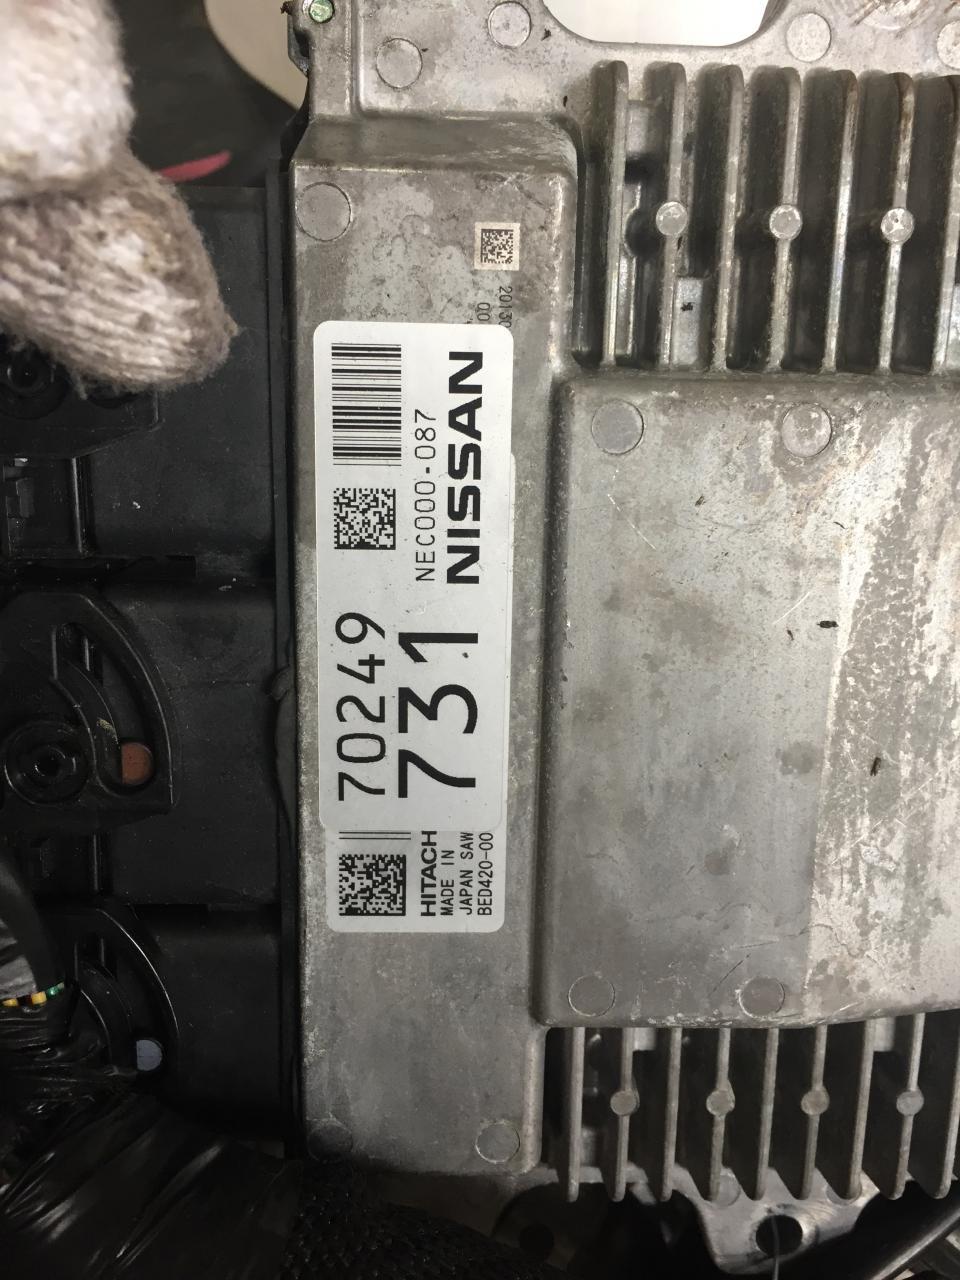 70249
731
NEC000-087
NISSAN
HITACH
MADE IN
JAPAN SAW
BED420-00